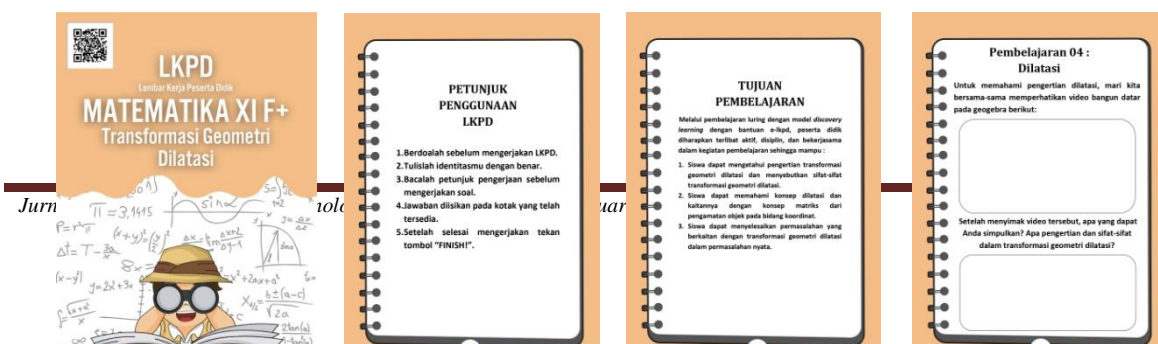 LKPD
Lembar Kerja Peserta Didik
MATEMATIKA XI F+
Transformasi Geometri
Dilatasi
PETUNJUK
PENGGUNAAN
LKPD
1.Berdoalah sebelum mengerjakan LKPD.
2.Tulislah identitasmu dengan benar.
3.Bacalah petunjuk pengerjaan sebelum
mengerjakan soal.
4.Jawaban diisikan pada kotak yang telah
tersedia.
5.Setelah selesai mengerjakan tekan
tombol "FINISH!".
TUJUAN
PEMBELAJARAN
Melalui pembelajaran luring dengan model discovery
learning dengan bantuan e-lkpd, peserta didik
diharapkan terlibat aktif, disiplin, dan bekerjasama
dalam kegiatan pembelajaran sehingga mampu :
1. Siswa dapat mengetahui pengertian transformasi
geometri dilatasi dan menyebutkan sifat-sifat
transformasi geometri dilatasi.
2. Siswa dapat memahami konsep dilatasi dan
kaitannya dengan konsep matriks dari
pengamatan objek pada bidang koordinat.
3. Siswa dapat menyelesaikan permasalahan yang
berkaitan dengan transformasi geometri dilatasi
dalam permasalahan nyata.
Pembelajaran 04 :
Dilatasi
Untuk memahami pengertian dilatasi, mari kita
bersama-sama memperhatikan video bangun datar
pada geogebra berikut:
Setelah menyimak video tersebut, apa yang dapat
Anda simpulkan? Apa pengertian dan sifat-sifat
dalam transformasi geometri dilatasi?
Jurn
π = 3,1415
sinα